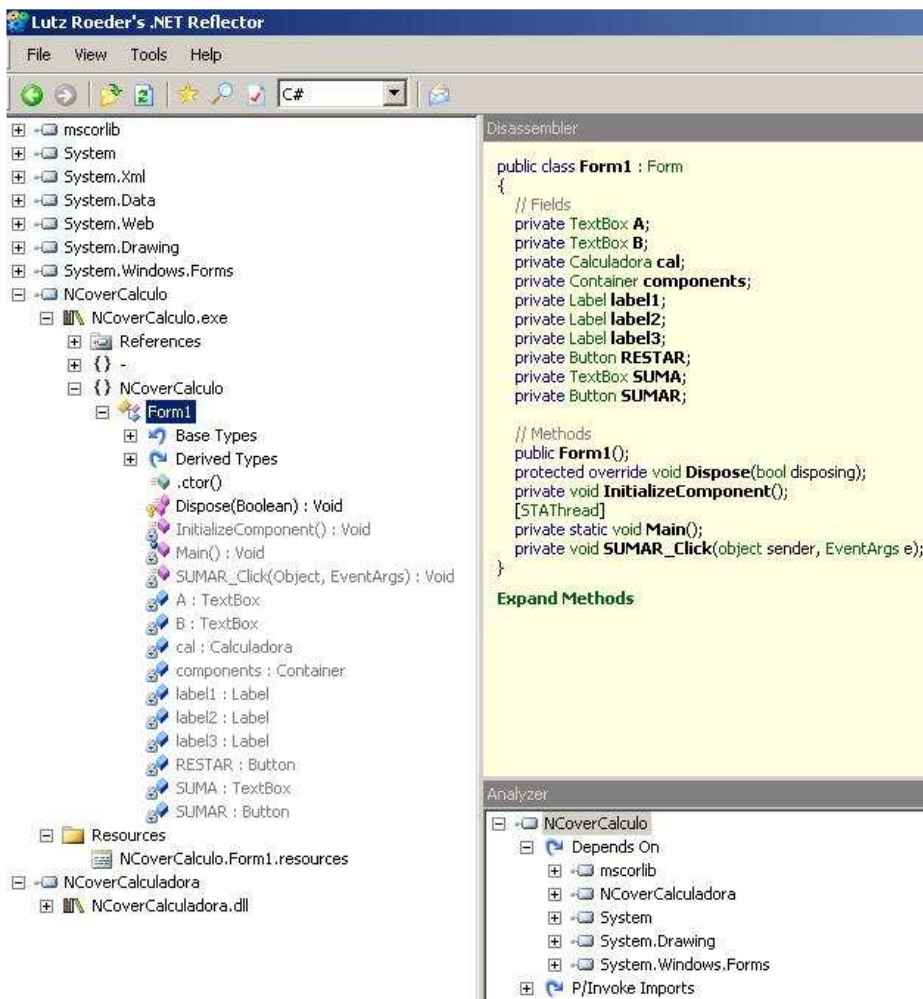 Lutz Roeder's .NET Reflector
File View Tools Help
C#
mscorlib
System
System.Xml
System.Data
System.Web
System.Drawing
System.Windows.Forms
NCoverCalculo
NCoverCalculo.exe
References
{} -
{} NCoverCalculo
Form1
Base Types
Derived Types
.ctor()
Dispose(Boolean) : Void
InitializeComponent() : Void
Main() : Void
SUMAR_Click(Object, EventArgs) : Void
A : TextBox
B : TextBox
cal : Calculadora
components : Container
label1 : Label
label2 : Label
label3 : Label
RESTAR : Button
SUMA : TextBox
SUMAR : Button
Resources
NCoverCalculo.Form1.resources
NCoverCalculadora
NCoverCalculadora.dll
Disassembler
public class Form1 : Form
{
// Fields
private TextBox A;
private TextBox B;
private Calculadora cal;
private Container components;
private Label label1;
private Label label2;
private Label label3;
private Button RESTAR;
private TextBox SUMA;
private Button SUMAR;
// Methods
public Form1();
protected override void Dispose(bool disposing);
private void InitializeComponent();
[STAThread]
private static void Main();
private void SUMAR_Click(object sender, EventArgs e);
}
Expand Methods
Analyzer
NCoverCalculo
Depends On
mscorlib
NCoverCalculadora
System
System.Drawing
System.Windows.Forms
P/Invoke Imports